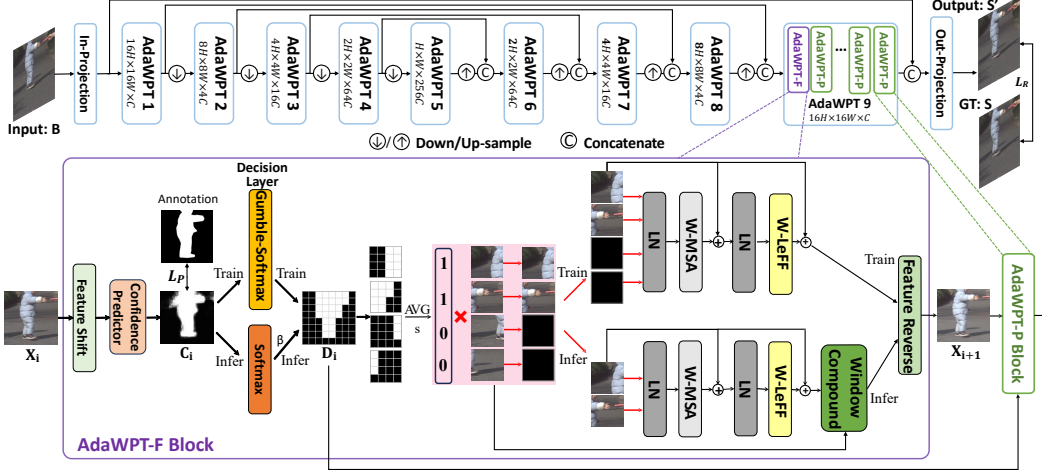 Input: B
In-Projection
AdaWPT 1
16H×16W×C
AdaWPT 2
8H×8W×4C
AdaWPT 3
4H×4W×16C
AdaWPT 4
2H×2W×64C
AdaWPT 5
H×W×256C
C
AdaWPT 6
2H×2W×64C
C
AdaWPT 7
4H×4W×16C
C
AdaWPT 8
8H×8W×4C
C
AdaWPT-F
AdaWPT-P
...
AdaWPT-P
AdaWPT-P
AdaWPT 9
16H×16W×C
C
Out-Projection
Output: S'
L_R
GT: S
↓/↑ Down/Up-sample
C Concatenate
X_i
Feature Shift
Confidence Predictor
Annotation
L_P
C_i
Decision
Layer
Gumble-Softmax
Train
Train
Softmax
Infer
β
Infer
D_i
AVG
s
1
1
0
0
Train
Infer
LN
W-MSA
LN
W-LeFF
Train
LN
W-MSA
LN
W-LeFF
Window Compound
Infer
Feature Reverse
X_{i+1}
AdaWPT-P Block
AdaWPT-F Block